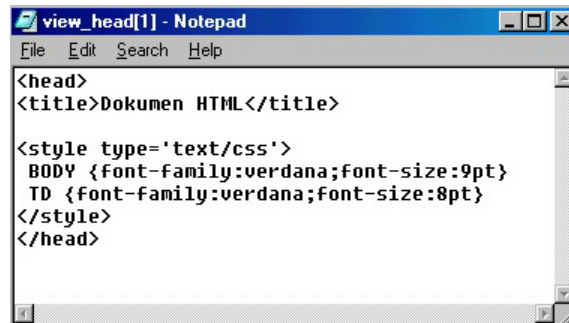 view_head[1] - Notepad
File Edit Search Help
<head>
<title>Dokumen HTML</title>
<style type='text/css'>
BODY {font-family:verdana;font-size:9pt}
TD {font-family:verdana;font-size:8pt}
</style>
</head>